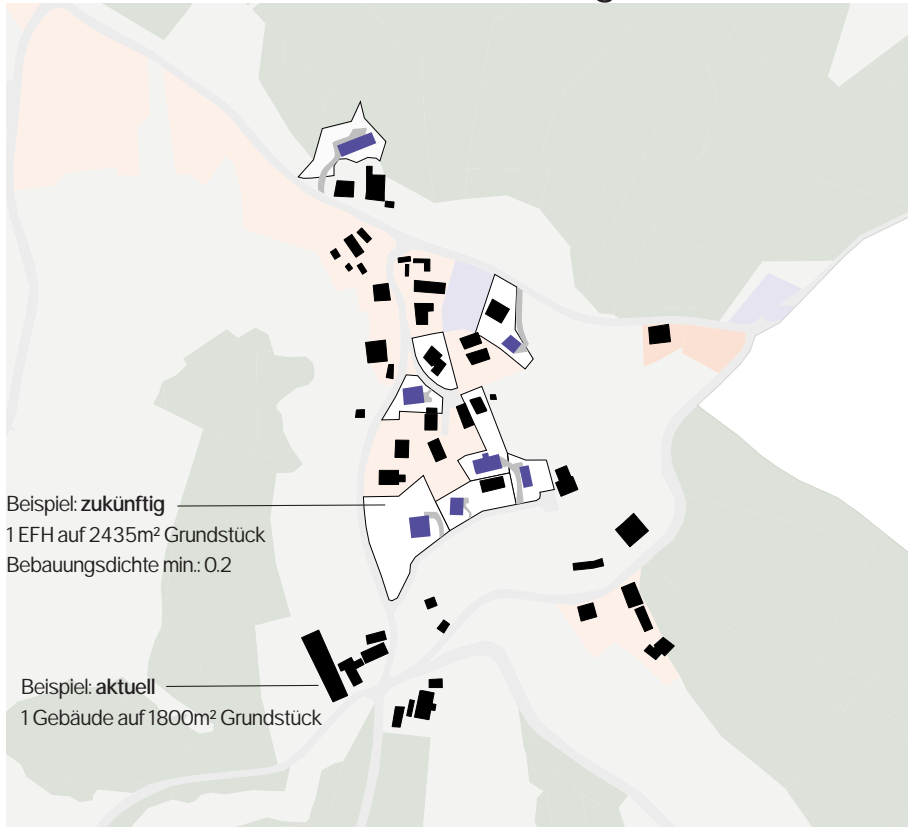 Beispiel: zukünftig
1 EFH auf 2435m² Grundstück
Bebauungsdichte min.: 0.2
Beispiel: aktuell
1 Gebäude auf 1800m² Grundstück